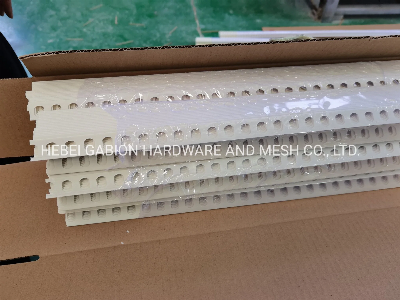 HEBEI GABION HARDWARE AND MESH CO., LTD.